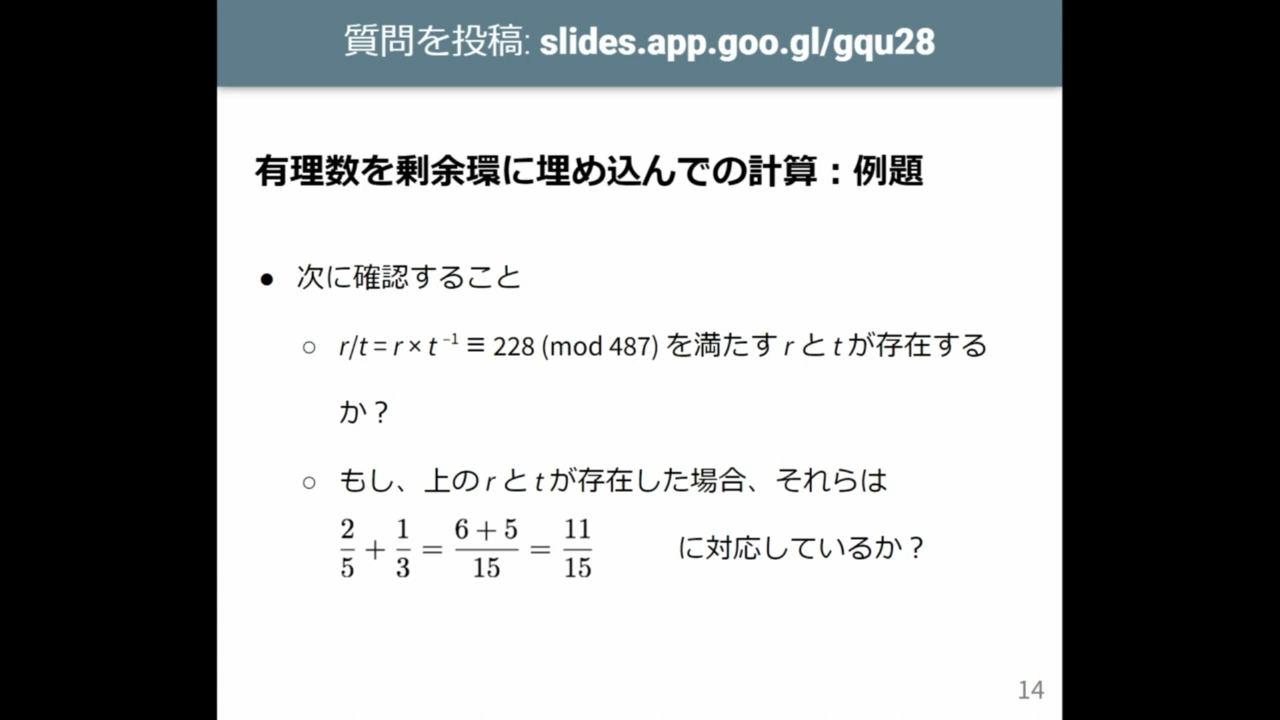 質問を投稿: slides.app.goo.gl/gqu28
有理数を剰余環に埋め込んでの計算：例題
● 次に確認すること
○ r/t = r × t⁻¹ ≡ 228 (mod 487) を満たす r と t が存在する
か？
○ もし、上の r と t が存在した場合、それらは
2/5 + 1/3 = (6 + 5)/15 = 11/15 に対応しているか？
14